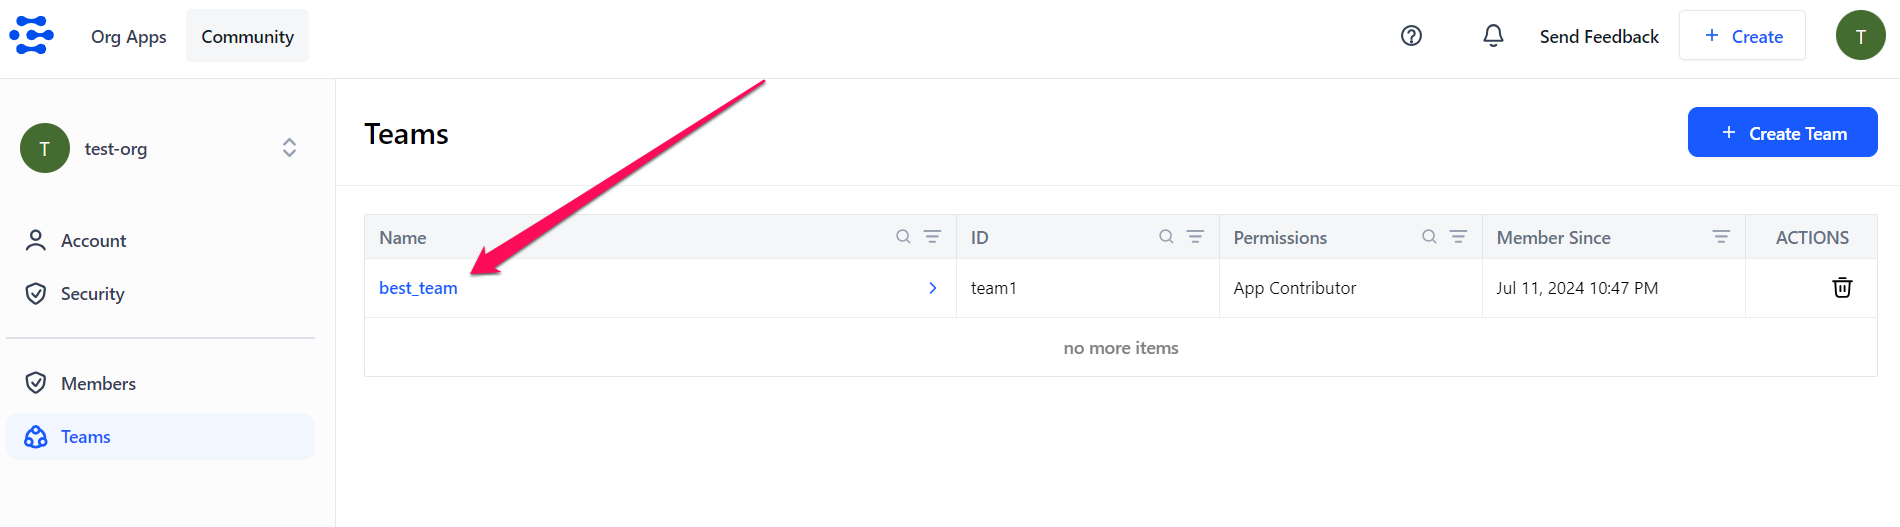 Org Apps Community Send Feedback + Create T
T test-org
Teams + Create Team
Account
Security
Members
Teams
Name ID Permissions Member Since ACTIONS
best_team team1 App Contributor Jul 11, 2024 10:47 PM
no more items